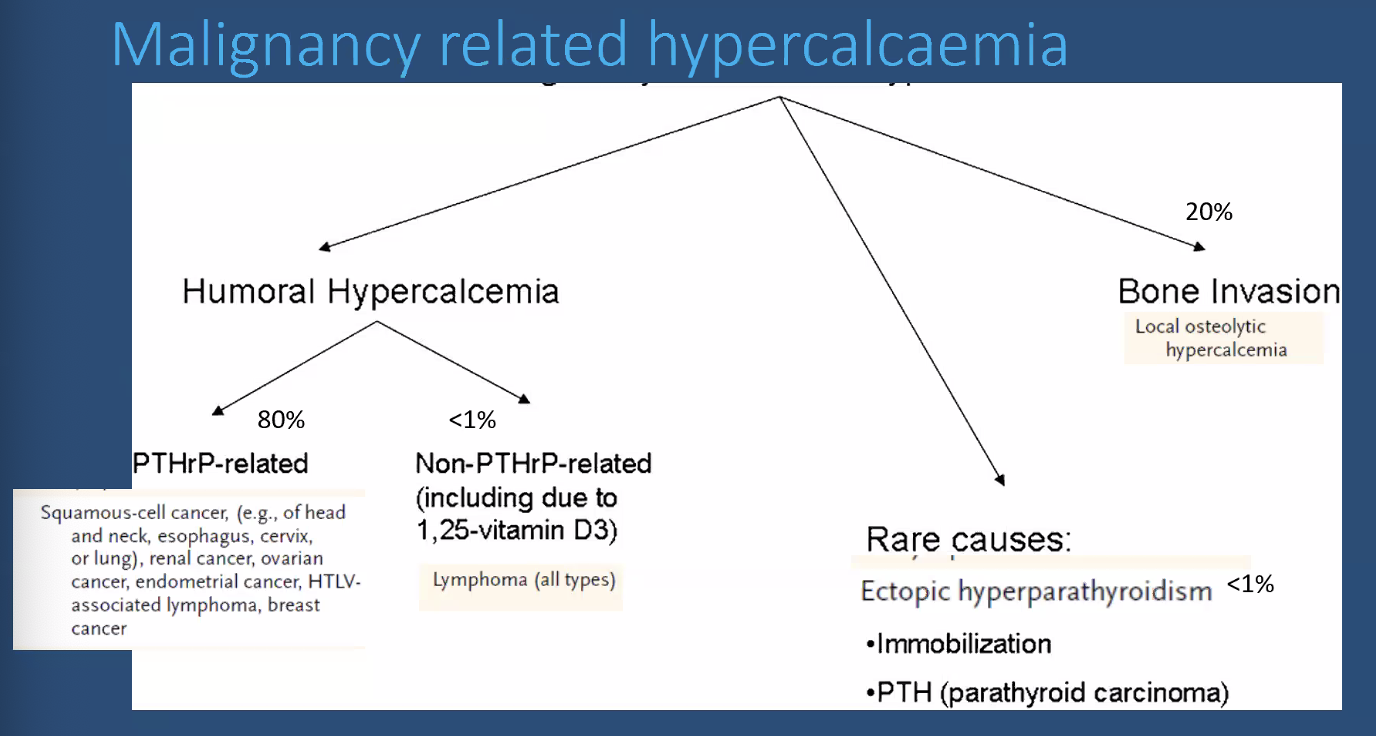 Malignancy related hypercalcaemia
20%
Humoral Hypercalcemia
Bone Invasion
Local osteolytic
hypercalcemia
80%
<1%
PTHrP-related
Non-PTHrP-related
(including due to
1,25-vitamin D3)
Squamous-cell cancer, (e.g., of head
and neck, esophagus, cervix,
or lung), renal cancer, ovarian
cancer, endometrial cancer, HTLV-
associated lymphoma, breast
cancer
Lymphoma (all types)
Rare causes:
Ectopic hyperparathyroidism <1%
•Immobilization
•PTH (parathyroid carcinoma)